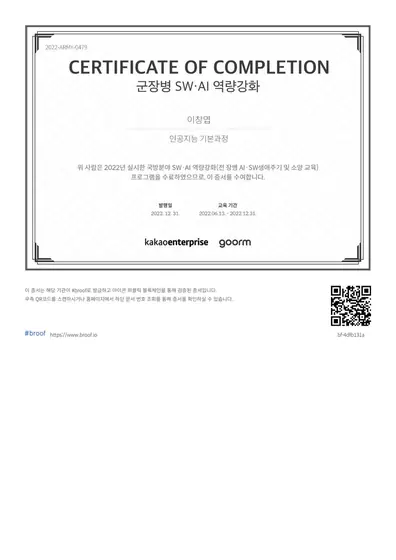 2022-ARMY-0479
CERTIFICATE OF COMPLETION
군장병 SW·AI 역량강화
이창엽
인공지능 기본과정
위 사람은 2022년 실시한 국방분야 SW·AI 역량강화(전 장병 AI·SW생애주기 및 소양 교육)
프로그램을 수료하였으므로, 이 증서를 수여합니다.
발행일 교육 기간
2022. 12. 31. 2022.06.13. - 2022.12.31.
kakaoenterprise goorm
이 증서는 해당 기관이 #broof로 발급하고 아이콘 퍼블릭 블록체인을 통해 검증된 증서입니다.
우측 QR코드를 스캔하시거나 홈페이지에서 하단 문서 번호 조회를 통해 증서를 확인하실 수 있습니다.
#broof https://www.broof.io